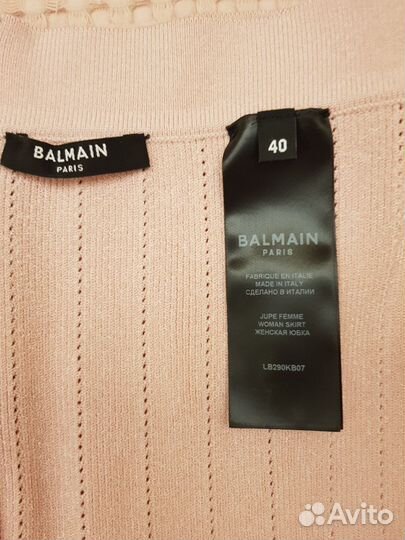 BALMAIN
PARIS
40
BALMAIN
PARIS
FABRIQUE EN ITALIE
MADE IN ITALY
СДЕЛАНО В ИТАЛИИ
JUPE FEMME
WOMAN SKIRT
ЖЕНСКАЯ ЮБКА
LB290KB07
Avito